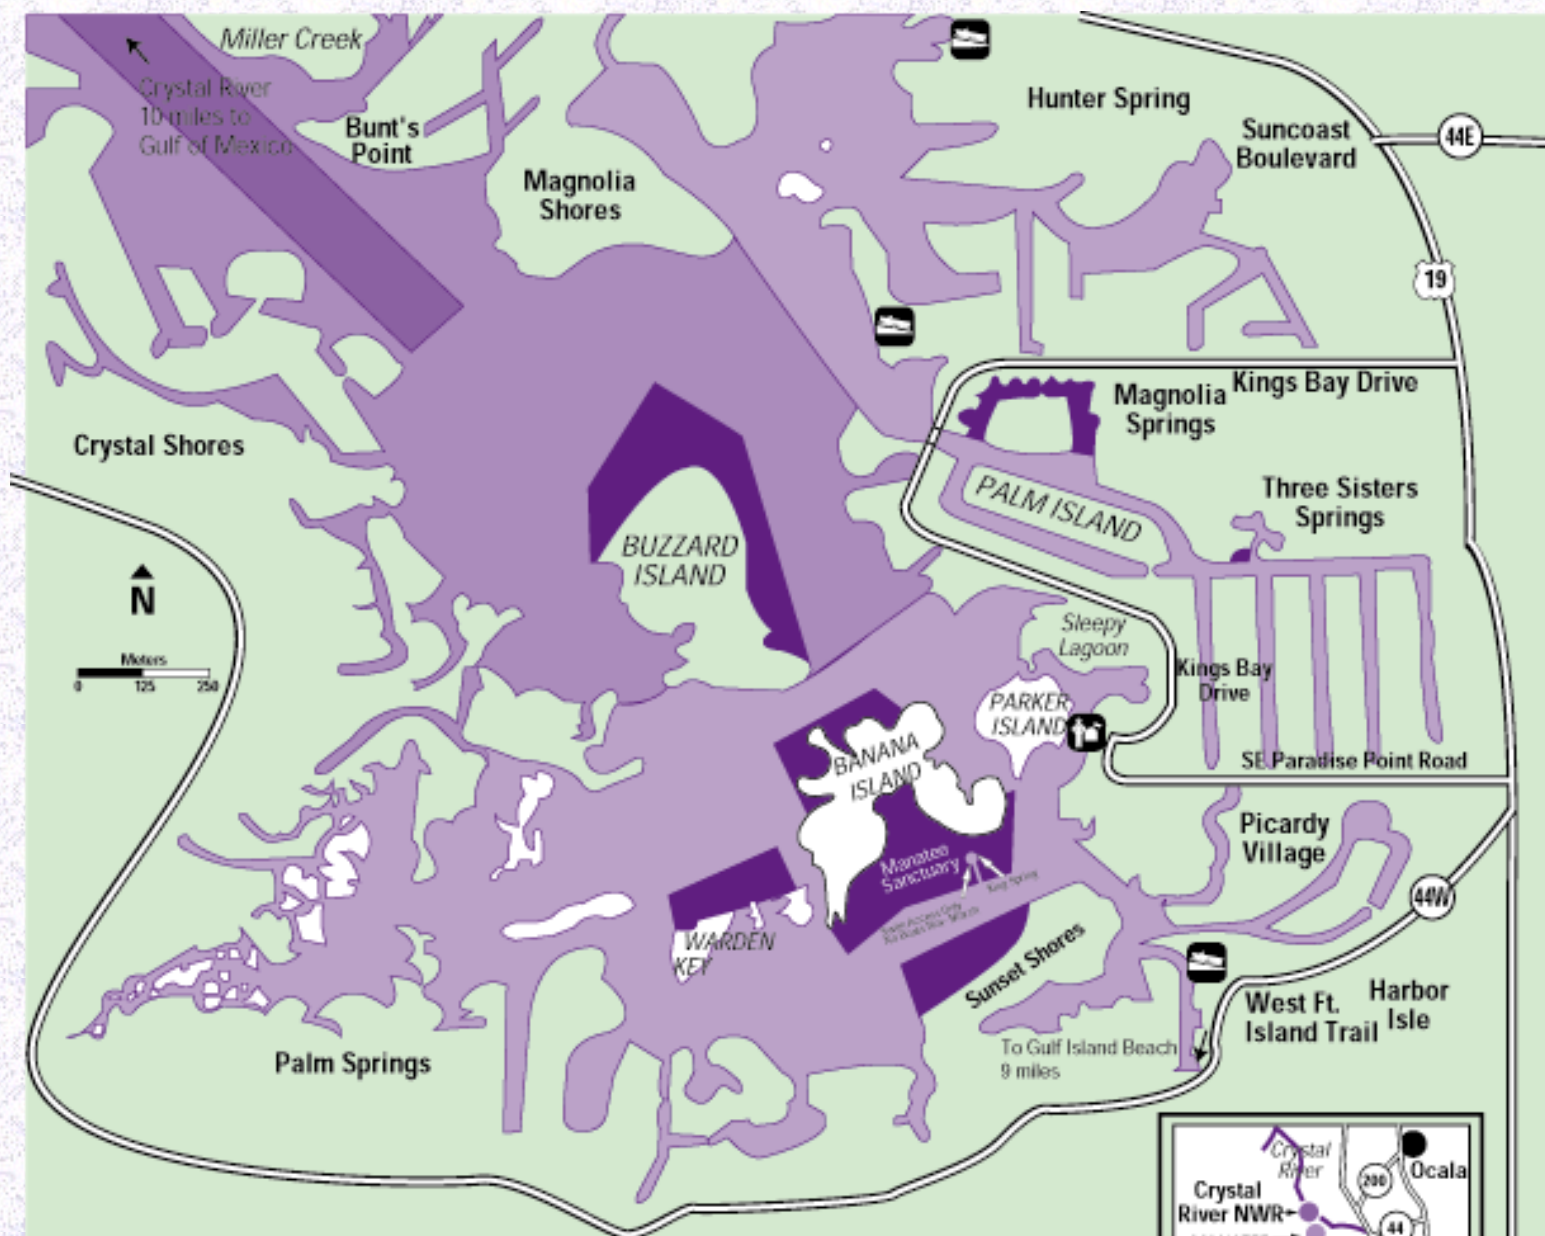 Miller Creek
Crystal River
10 miles to
Gulf of Mexico
Bunt's
Point
Magnolia
Shores
Hunter Spring
Suncoast
Boulevard
44E
19
Crystal Shores
Magnolia
Springs
Kings Bay Drive
PALM ISLAND
Three Sisters
Springs
BUZZARD
ISLAND
N
Meters
0 125 250
Sleepy
Lagoon
Kings Bay
Drive
PARKER
ISLAND
SE Paradise Point Road
BANANA
ISLAND
Manatee
Sanctuary
King Spring
Picardy
Village
44W
WARDEN
KEY
Sunset Shores
West Ft.
Island Trail
Harbor
Isle
To Gulf Island Beach
9 miles
Palm Springs
Crystal
River
Ocala
200
Crystal
River NWR
44